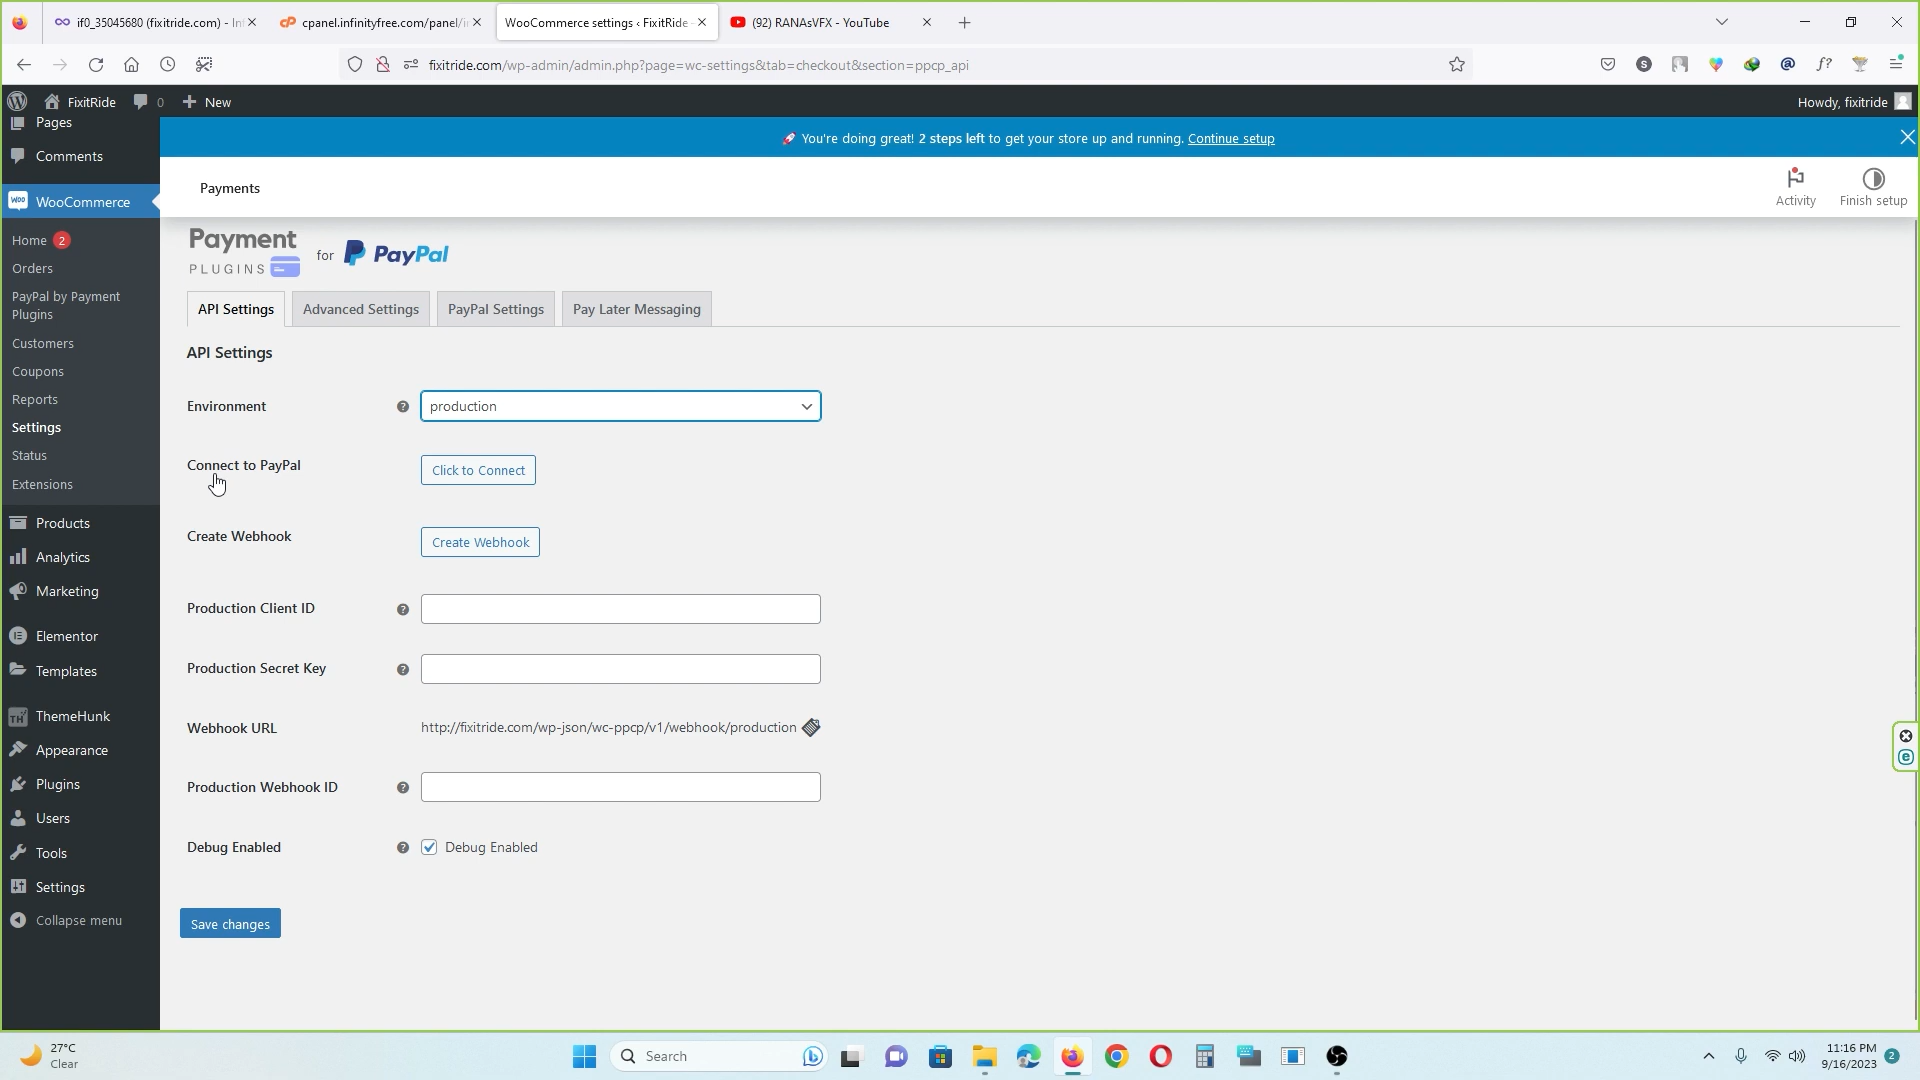 if0_35045680 (fixitride.com) - In
cpanel.infinityfree.com/panel/i
WooCommerce settings ‹ FixitRide -
(92) RANAsVFX - YouTube
fixitride.com/wp-admin/admin.php?page=wc-settings&tab=checkout&section=ppcp_api
FixitRide
0
New
Howdy, fixitride
Pages
Comments
WooCommerce
Home 2
Orders
PayPal by Payment
Plugins
Customers
Coupons
Reports
Settings
Status
Extensions
Products
Analytics
Marketing
Elementor
Templates
ThemeHunk
Appearance
Plugins
Users
Tools
Settings
Collapse menu
🚀 You're doing great! 2 steps left to get your store up and running. Continue setup
Payments
Activity
Finish setup
Payment
PLUGINS
for
PayPal
API Settings
Advanced Settings
PayPal Settings
Pay Later Messaging
API Settings
Environment
production
Connect to PayPal
Click to Connect
Create Webhook
Create Webhook
Production Client ID
Production Secret Key
Webhook URL
http://fixitride.com/wp-json/wc-ppcp/v1/webhook/production
Production Webhook ID
Debug Enabled
Debug Enabled
Save changes
27°C
Clear
Search
11:16 PM
9/16/2023
2